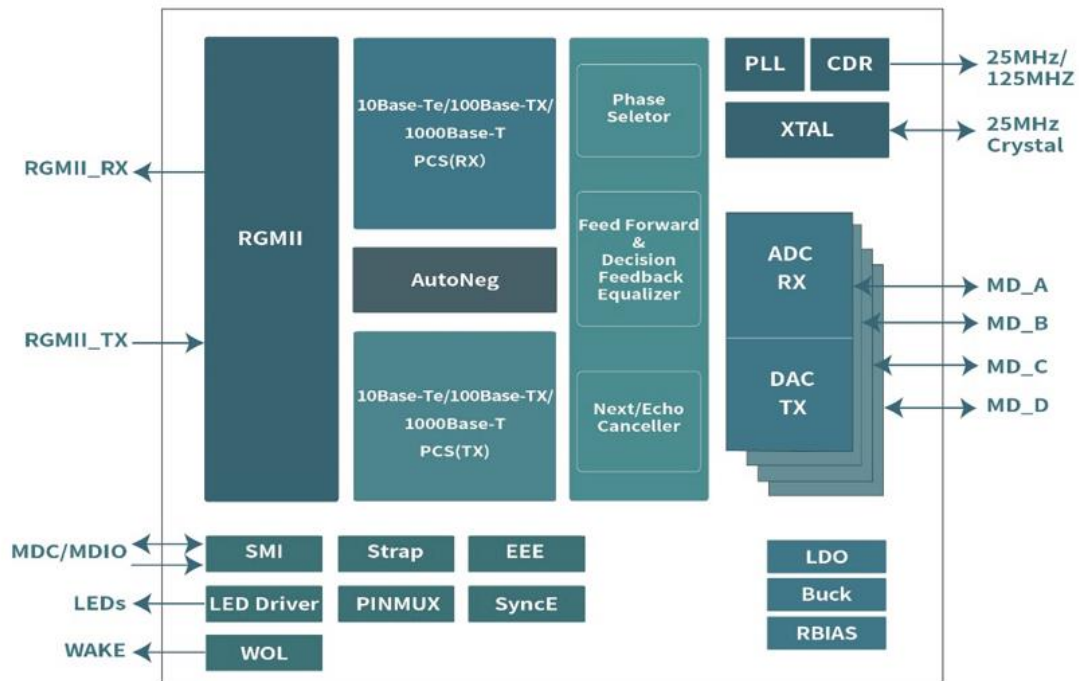 RGMII_RX
RGMII_TX
RGMII
10Base-Te/100Base-TX/
1000Base-T
PCS(RX)
AutoNeg
10Base-Te/100Base-TX/
1000Base-T
PCS(TX)
Phase
Seletor
Feed Forward
&
Decision
Feedback
Equalizer
Next/Echo
Canceller
PLL
CDR
25MHz/
125MHZ
XTAL
25MHz
Crystal
ADC
RX
DAC
TX
MD_A
MD_B
MD_C
MD_D
MDC/MDIO
SMI
Strap
EEE
LEDs
LED Driver
PINMUX
SyncE
WAKE
WOL
LDO
Buck
RBIAS